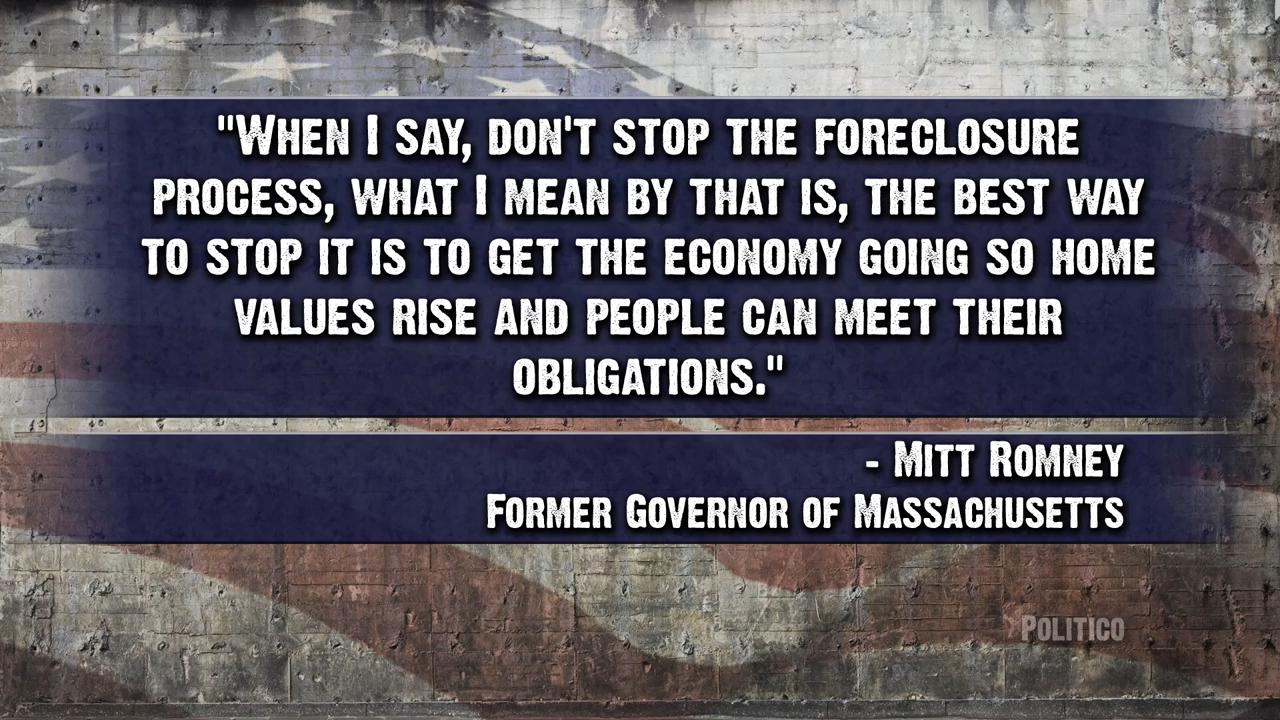 "When I say, don't stop the foreclosure
process, what I mean by that is, the best way
to stop it is to get the economy going so home
values rise and people can meet their
obligations."
- Mitt Romney
Former Governor of Massachusetts
Politico